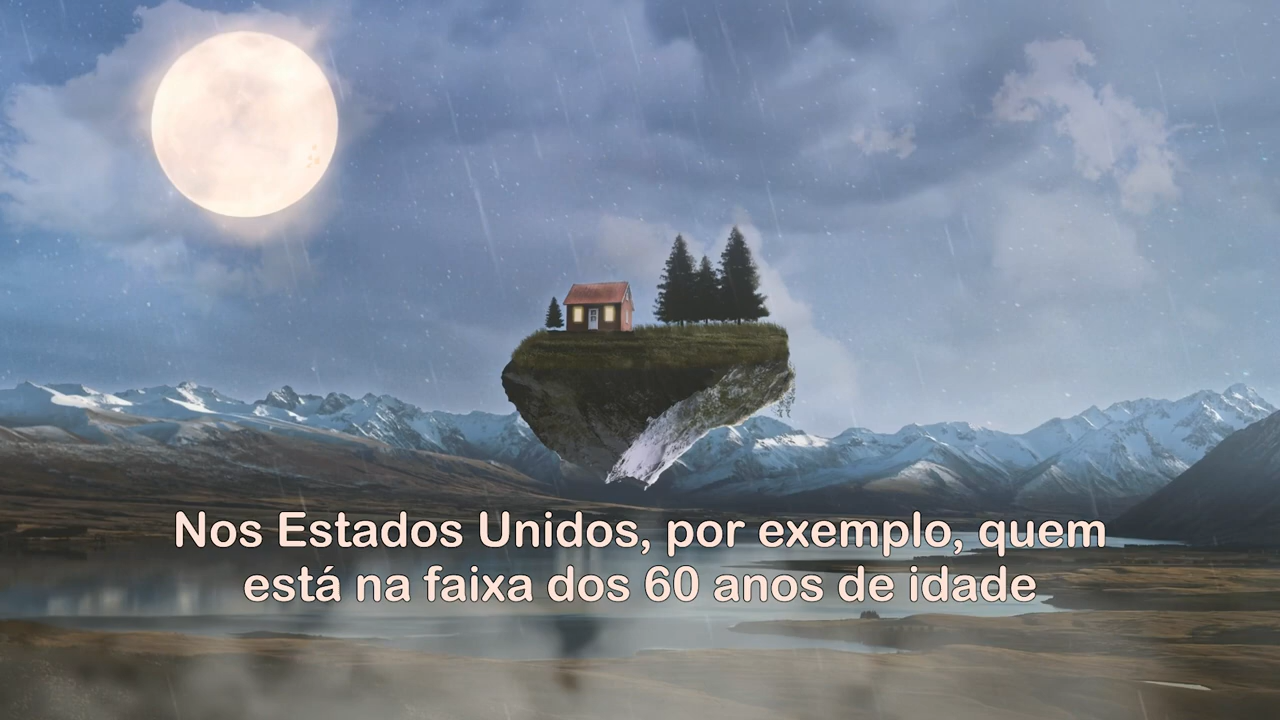 Nos Estados Unidos, por exemplo, quem
está na faixa dos 60 anos de idade